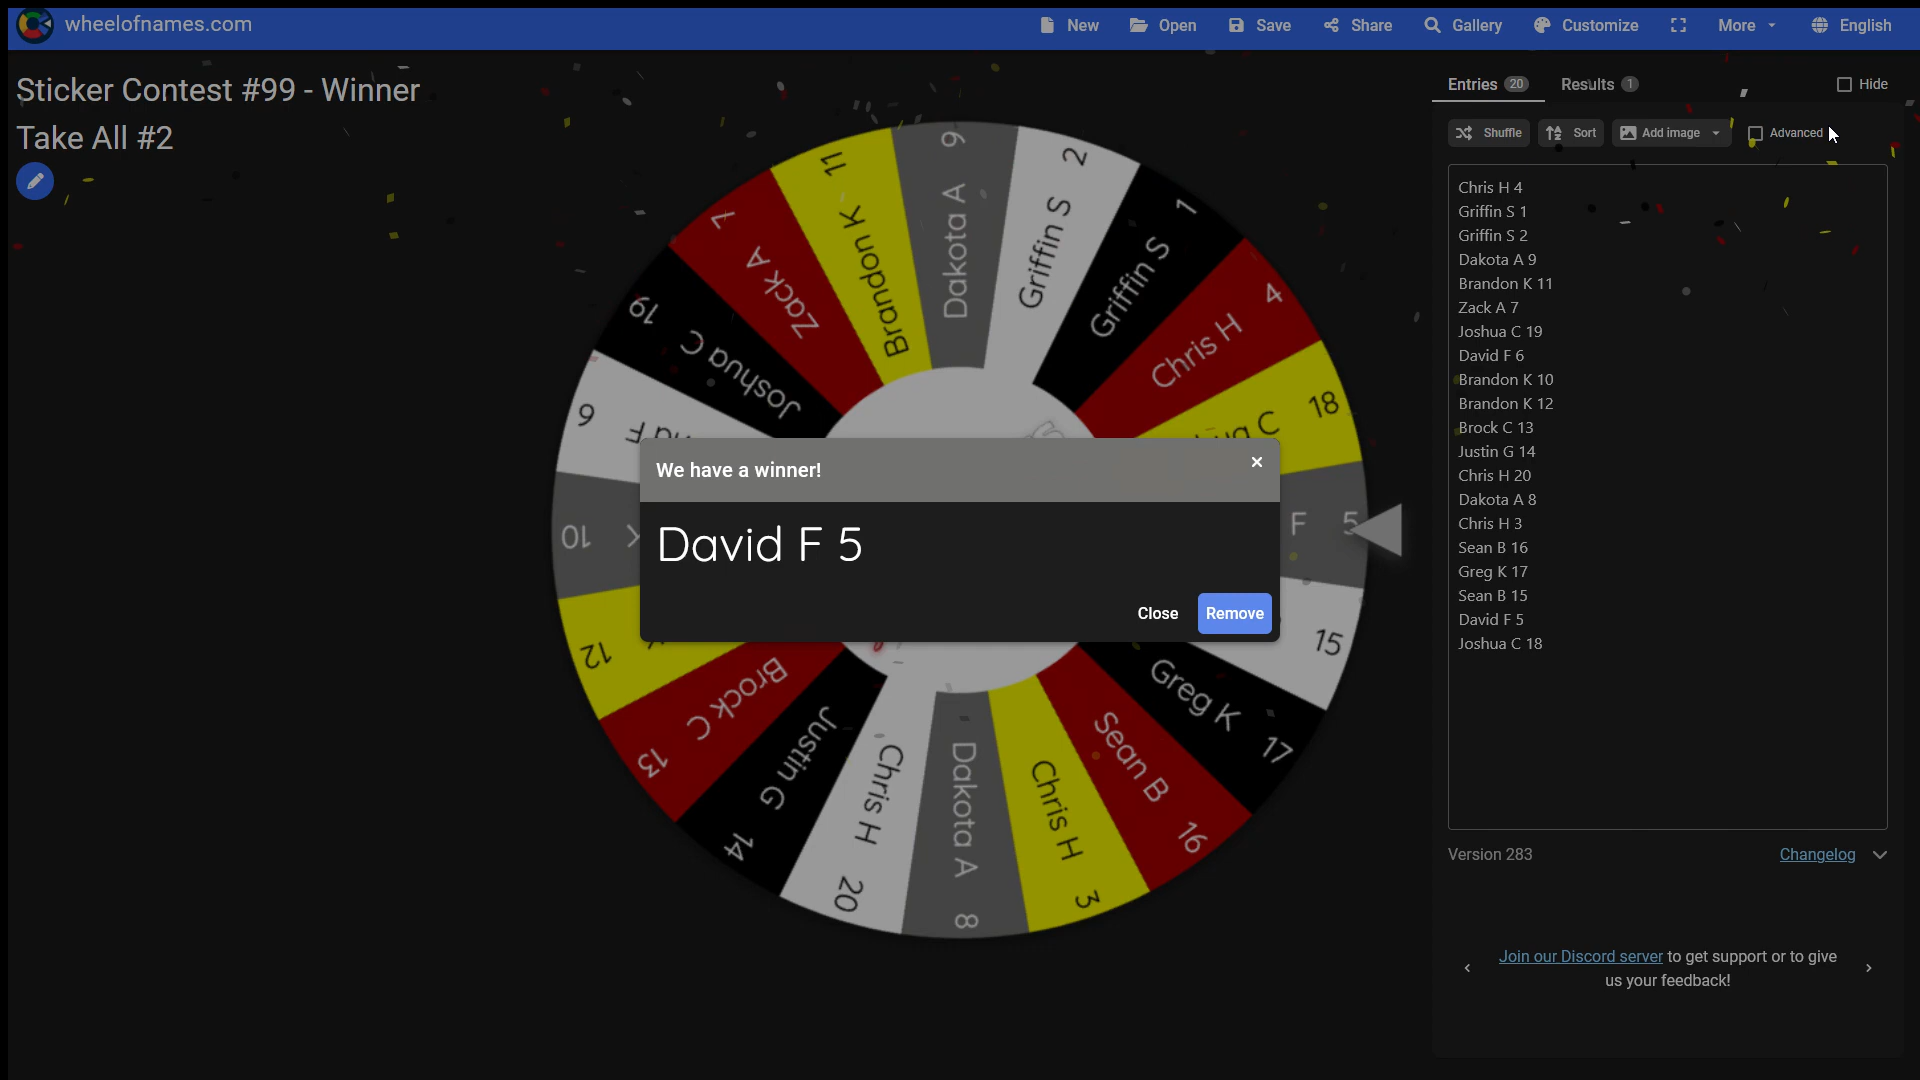 wheelofnames.com
New
Open
Save
Share
Gallery
Customize
More
English
Sticker Contest #99 - Winner
Take All #2
Entries 20
Results 1
Hide
Shuffle
Sort
Add image
Advanced
Chris H 4
Griffin S 1
Griffin S 2
Dakota A 9
Brandon K 11
Zack A 7
Joshua C 19
David F 6
Brandon K 10
Brandon K 12
Brock C 13
Justin G 14
Chris H 20
Dakota A 8
Chris H 3
Sean B 16
Greg K 17
Sean B 15
David F 5
Joshua C 18
Dakota A 9
Griffin S 2
Griffin S 1
Chris H 4
C 18
F 5
15
Greg K 17
Sean B 16
Chris H 3
Dakota A 8
Chris H 20
Justin G 14
Brock C 13
K 12
K 10
F 6
Joshua C 19
Zack A 7
Brandon K 11
We have a winner!
×
David F 5
Close
Remove
Version 283
Changelog
Join our Discord server to get support or to give
us your feedback!